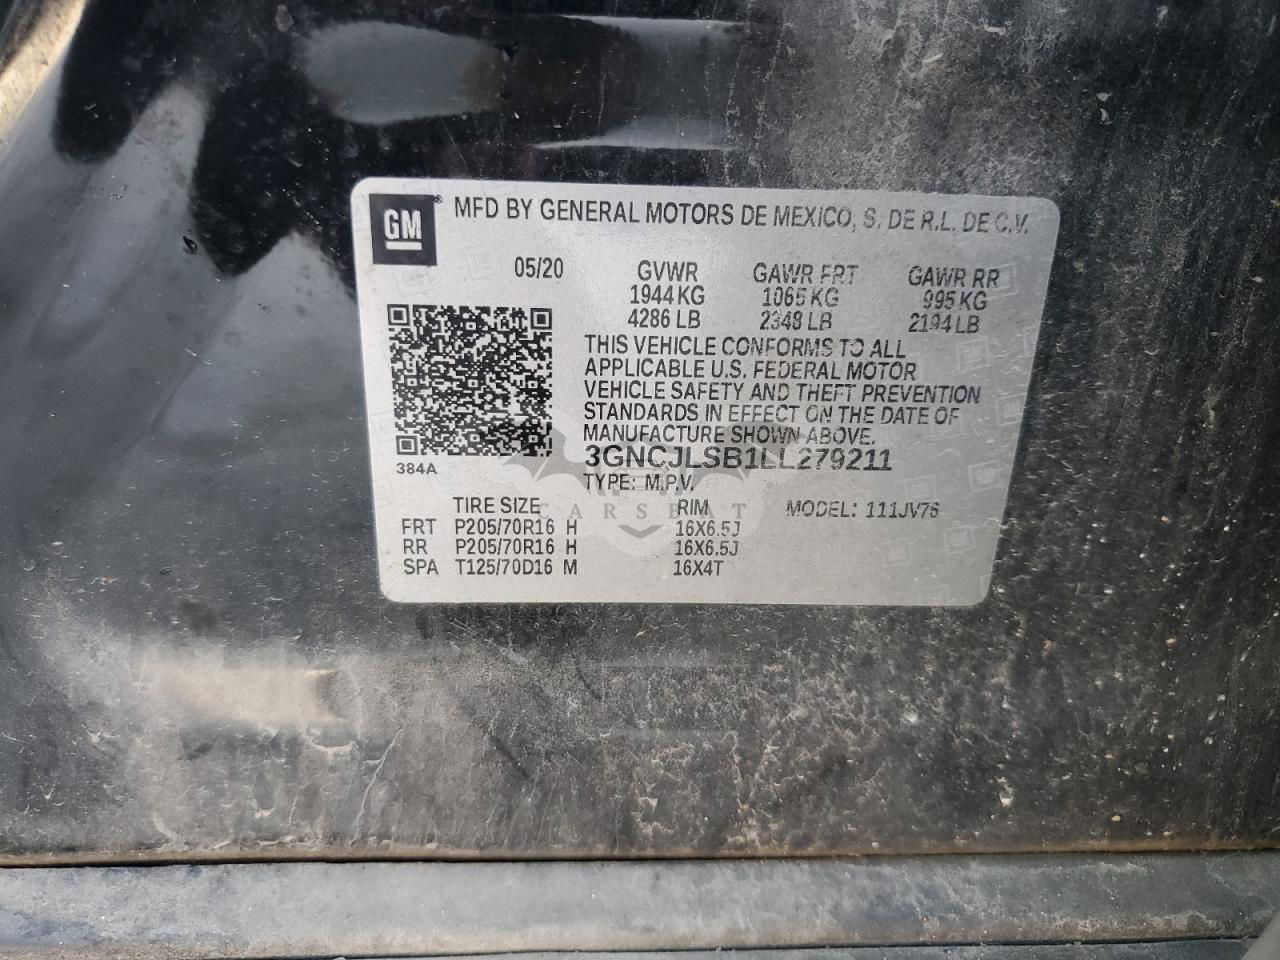 GM
MFD BY GENERAL MOTORS DE MEXICO, S. DE R.L. DE C.V.
05/20 GVWR GAWR FRT GAWR RR
1944 KG 1065 KG 995 KG
4286 LB 2348 LB 2194 LB
THIS VEHICLE CONFORMS TO ALL
APPLICABLE U.S. FEDERAL MOTOR
VEHICLE SAFETY AND THEFT PREVENTION
STANDARDS IN EFFECT ON THE DATE OF
MANUFACTURE SHOWN ABOVE.
384A 3GNCJLSB1LL279211
TYPE: M.P.V.
TIRE SIZE RIM MODEL: 111JV76
CARSBAT
FRT P205/70R16 H 16X6.5J
RR P205/70R16 H 16X6.5J
SPA T125/70D16 M 16X4T